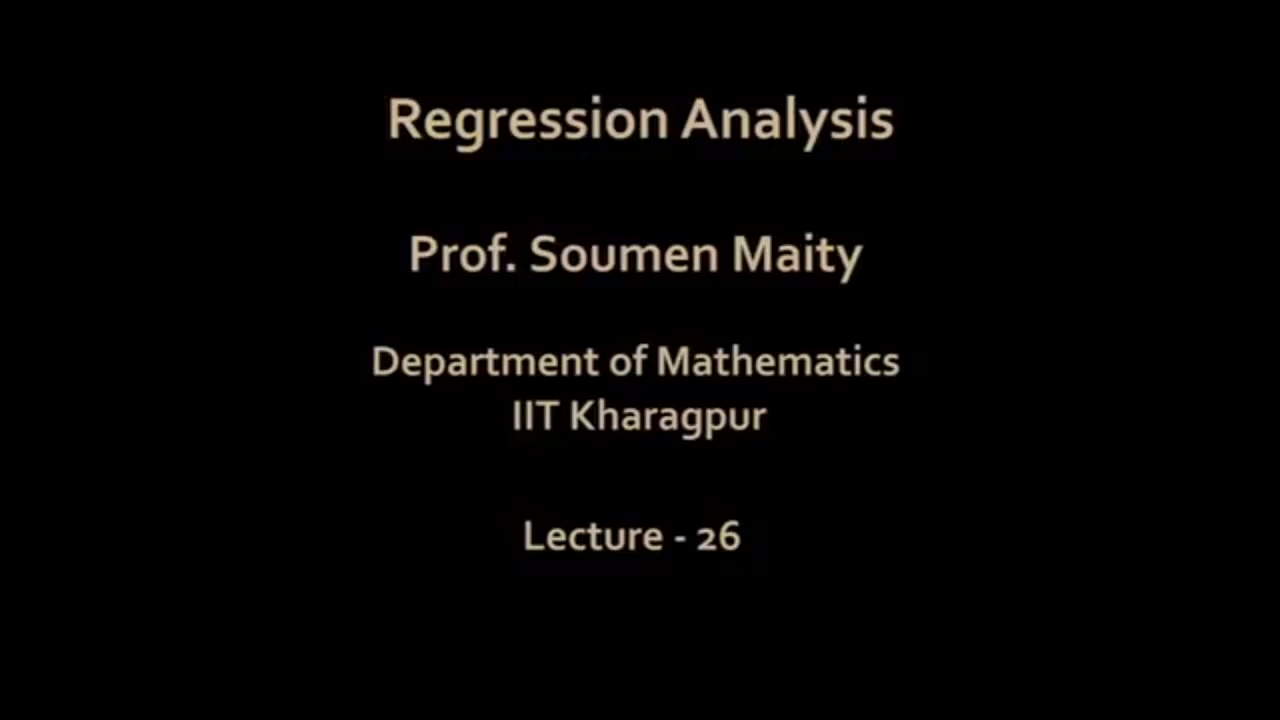 Regression Analysis
Prof. Soumen Maity
Department of Mathematics
IIT Kharagpur
Lecture - 26